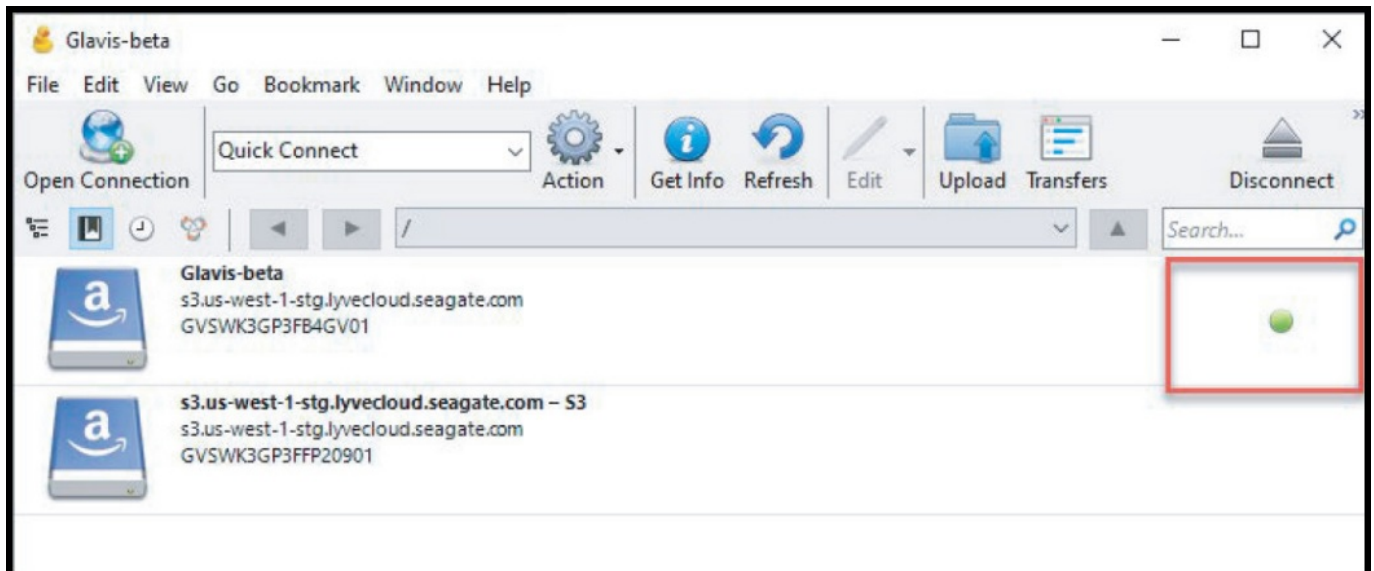 Glavis-beta
File Edit View Go Bookmark Window Help
Open Connection
Quick Connect
Action
Get Info
Refresh
Edit
Upload
Transfers
Disconnect
/
Search...
Glavis-beta
s3.us-west-1-stg.lyvecloud.seagate.com
GVSWK3GP3FB4GV01
s3.us-west-1-stg.lyvecloud.seagate.com – S3
s3.us-west-1-stg.lyvecloud.seagate.com
GVSWK3GP3FFP20901